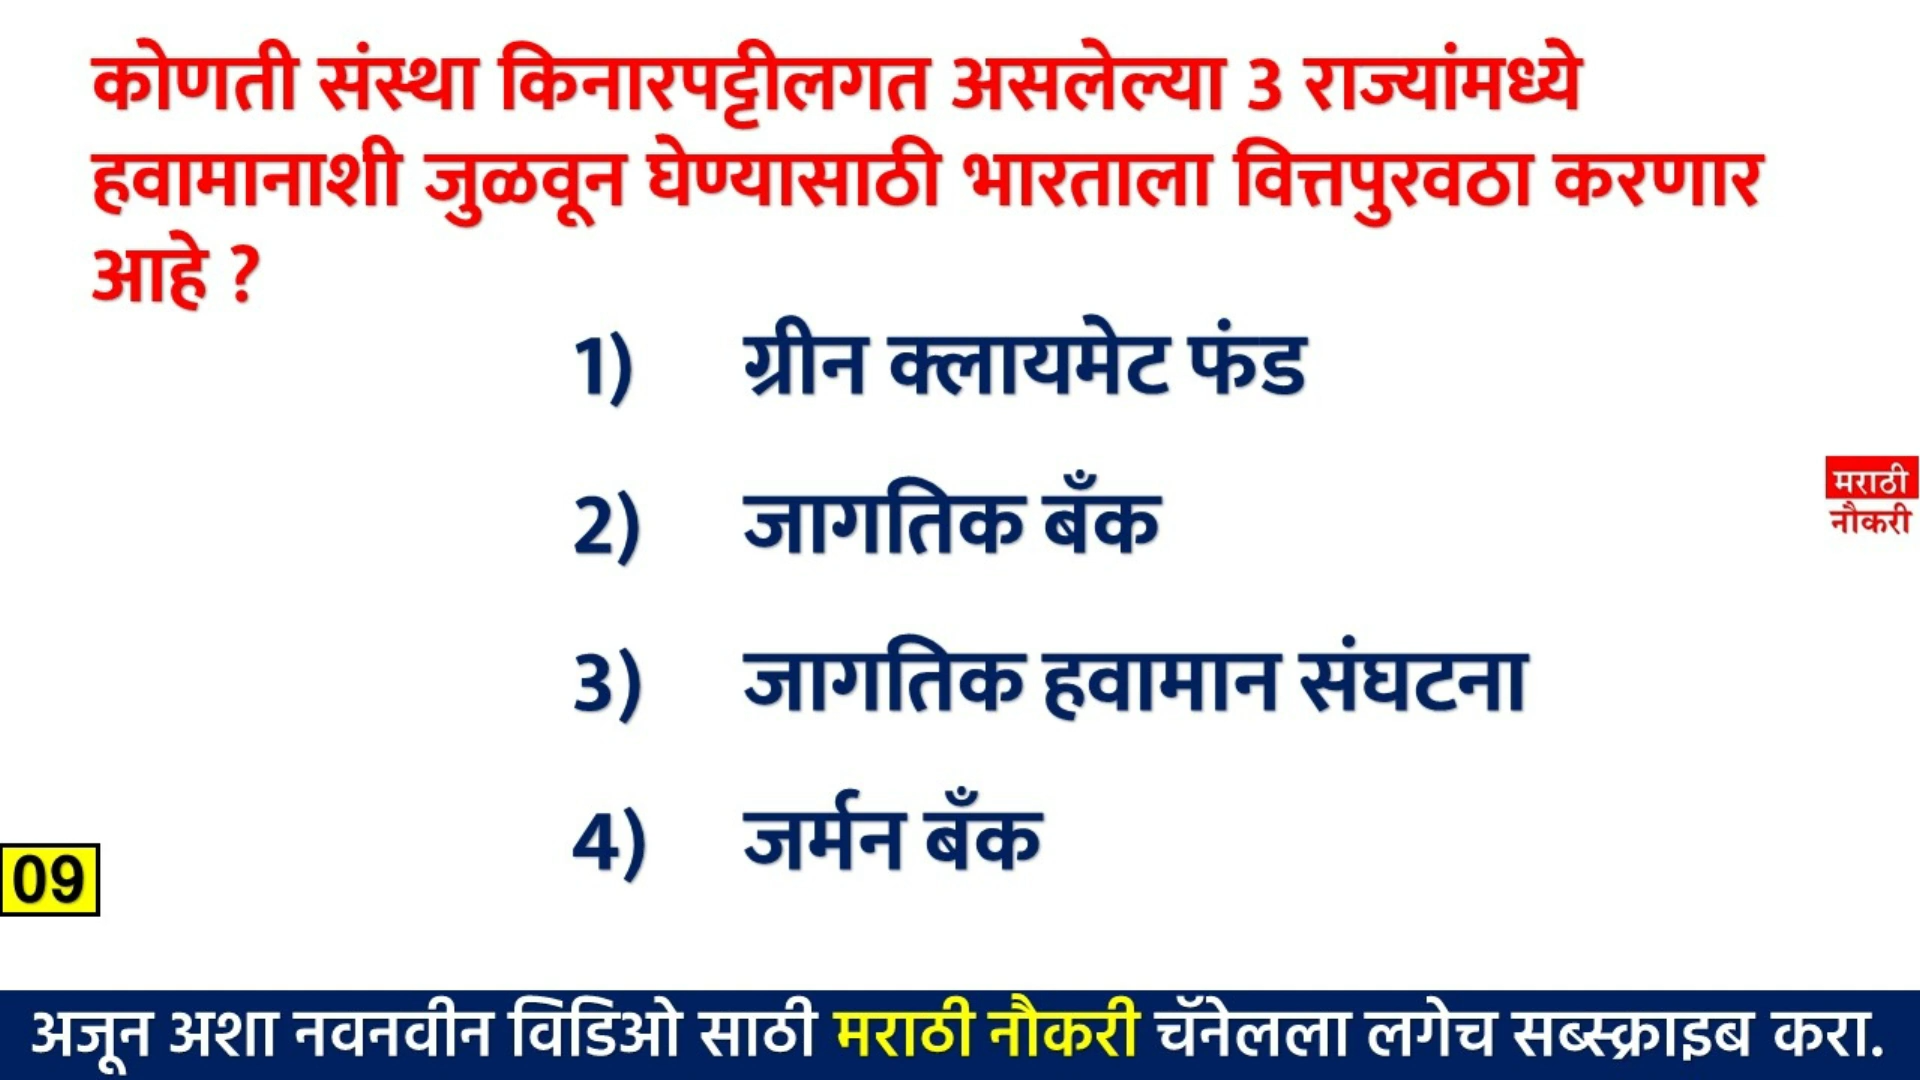 कोणती संस्था किनारपट्टीलगत असलेल्या 3 राज्यांमध्ये
हवामानाशी जुळवून घेण्यासाठी भारताला वित्तपुरवठा करणार
आहे ?
1) ग्रीन क्लायमेट फंड
2) जागतिक बँक
मराठी
नौकरी
3) जागतिक हवामान संघटना
4) जर्मन बँक
09
अजून अशा नवनवीन विडिओ साठी मराठी नौकरी चॅनेलला लगेच सब्स्क्राइब करा.